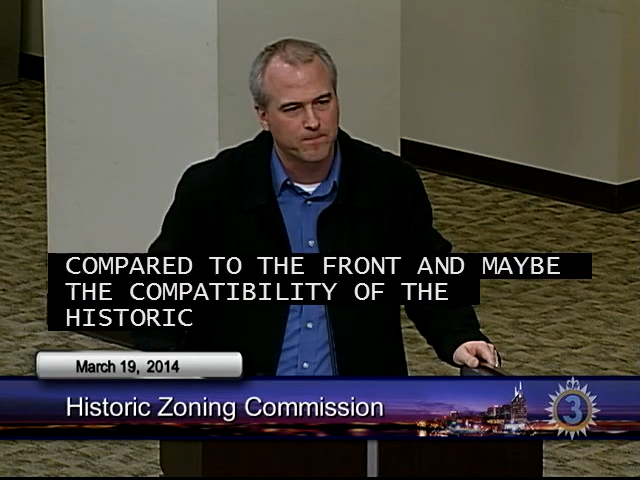 COMPARED TO THE FRONT AND MAYBE
THE COMPATIBILITY OF THE
HISTORIC
March 19, 2014
Historic Zoning Commission
3